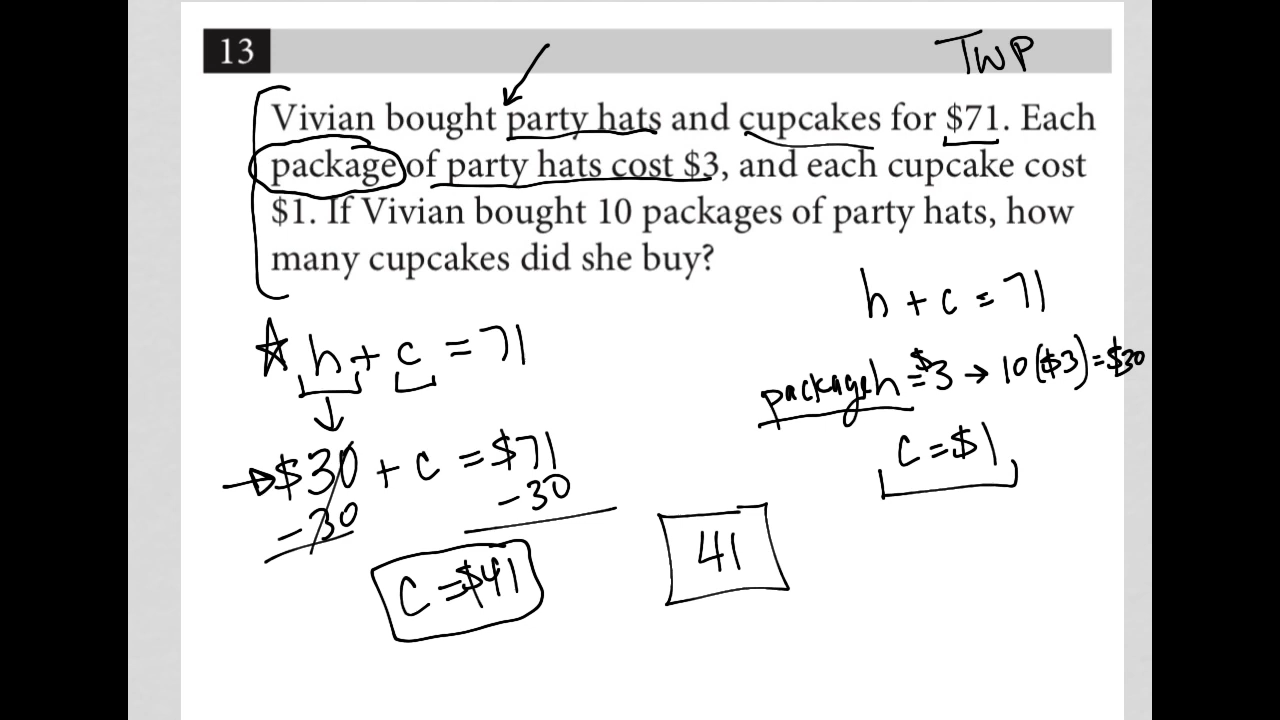 13
TWP
Vivian bought party hats and cupcakes for $71. Each
package of party hats cost $3, and each cupcake cost
$1. If Vivian bought 10 packages of party hats, how
many cupcakes did she buy?
h + c = 71
h + c = 71
package h = $3 → 10($3) = $30
c = $1
$30 + c = $71
-30 -30
c = $41
41